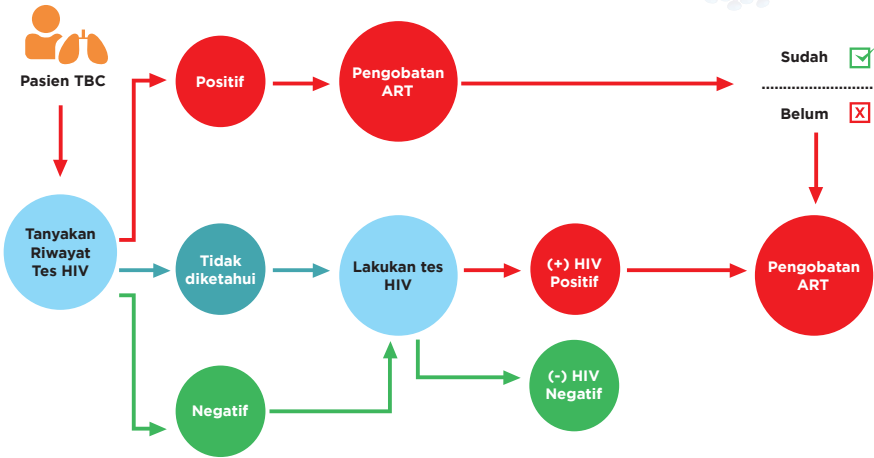 Pasien TBC
Positif
Pengobatan
ART
Sudah
Belum
X
Tanyakan
Riwayat
Tes HIV
Tidak
diketahui
Lakukan tes
HIV
(+) HIV
Positif
Pengobatan
ART
Negatif
(-) HIV
Negatif